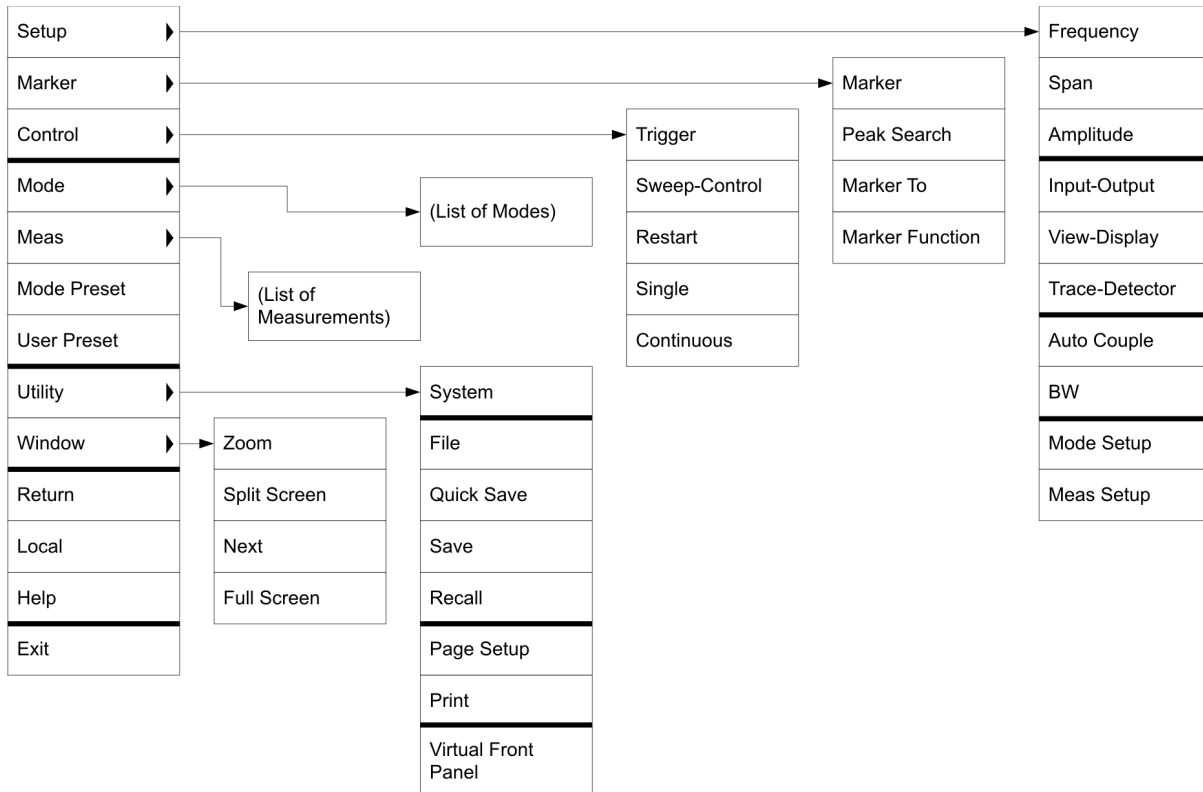 Setup
Marker
Control
Mode
Meas
Mode Preset
User Preset
Utility
Window
Return
Local
Help
Exit
Zoom
Split Screen
Next
Full Screen
(List of
Measurements)
(List of Modes)
System
File
Quick Save
Save
Recall
Page Setup
Print
Virtual Front
Panel
Trigger
Sweep-Control
Restart
Single
Continuous
Marker
Peak Search
Marker To
Marker Function
Frequency
Span
Amplitude
Input-Output
View-Display
Trace-Detector
Auto Couple
BW
Mode Setup
Meas Setup